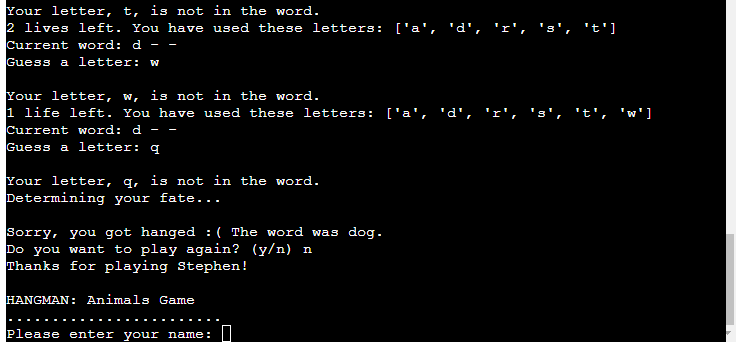 Your letter, t, is not in the word.
2 lives left. You have used these letters: ['a', 'd', 'r', 's', 't']
Current word: d - -
Guess a letter: w
Your letter, w, is not in the word.
1 life left. You have used these letters: ['a', 'd', 'r', 's', 't', 'w']
Current word: d - -
Guess a letter: q
Your letter, q, is not in the word.
Determining your fate...
Sorry, you got hanged :( The word was dog.
Do you want to play again? (y/n) n
Thanks for playing Stephen!
HANGMAN: Animals Game
........................
Please enter your name: